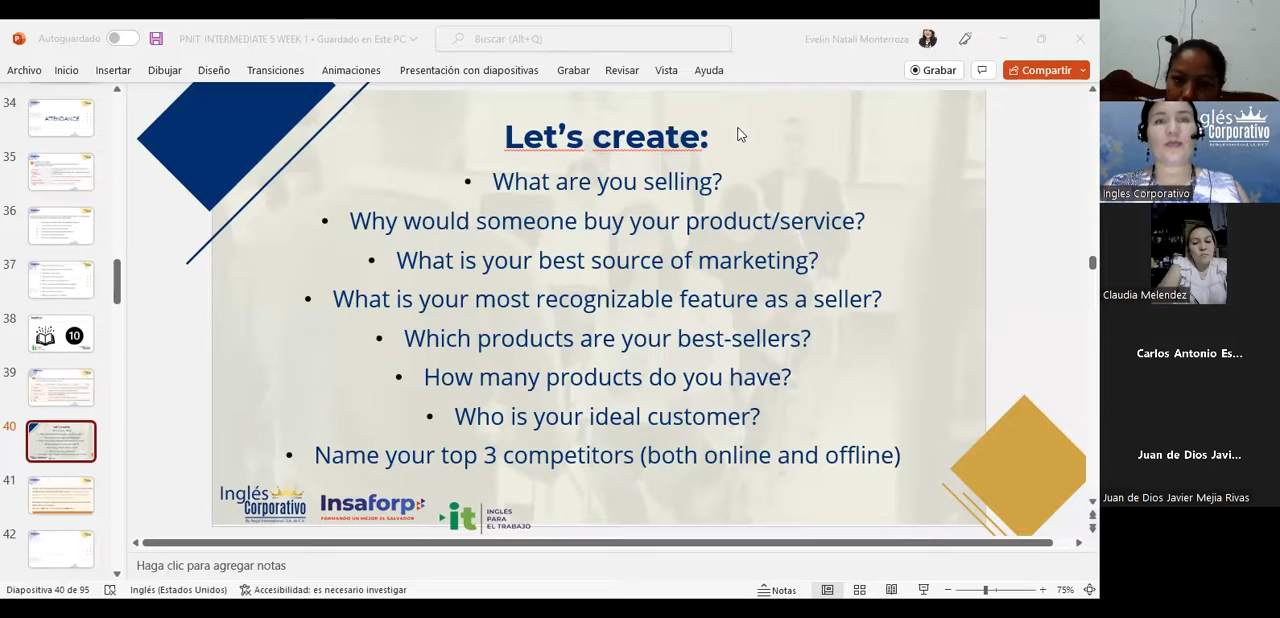 Autoguardado
PNIT INTERMEDIATE 5 WEEK 1 • Guardado en Este PC
Buscar (Alt+Q)
Evelin Natali Monterroza
Archivo Inicio Insertar Dibujar Diseño Transiciones Animaciones Presentación con diapositivas Grabar Revisar Vista Ayuda
Grabar
Compartir
34
ATTENDANCE
35
36
37
38
10
39
40
41
42
Let's create:
• What are you selling?
• Why would someone buy your product/service?
• What is your best source of marketing?
• What is your most recognizable feature as a seller?
• Which products are your best-sellers?
• How many products do you have?
• Who is your ideal customer?
• Name your top 3 competitors (both online and offline)
Inglés
Corporativo
Insaforp
FORMANDO UN MEJOR EL SALVADOR
it
INGLÉS
PARA
EL TRABAJO
Haga clic para agregar notas
Diapositiva 40 de 95
Inglés (Estados Unidos)
Accesibilidad: es necesario investigar
Notas
75%
glés
Corporativo
Ingles Corporativo
Claudia Melendez
Carlos Antonio Es...
Juan de Dios Javi...
Juan de Dios Javier Mejia Rivas